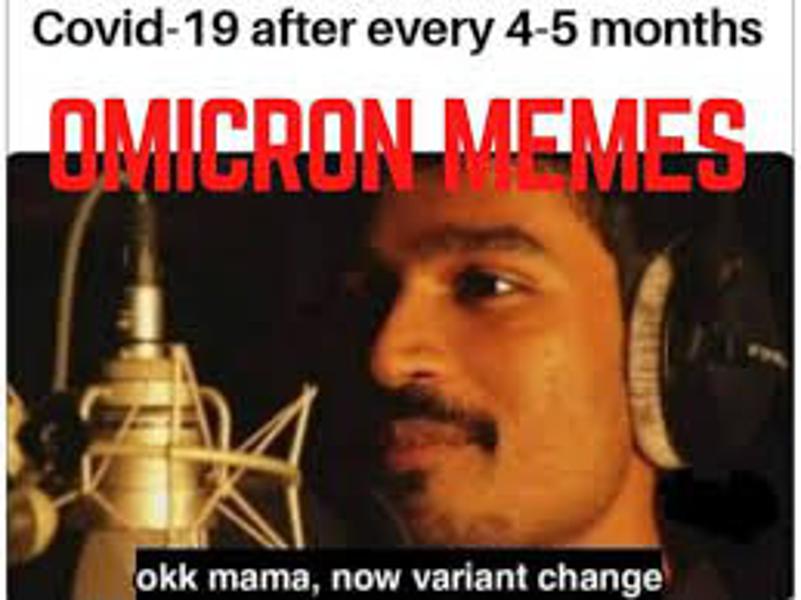 Covid-19 after every 4-5 months
OMICRON MEMES
okk mama, now variant change